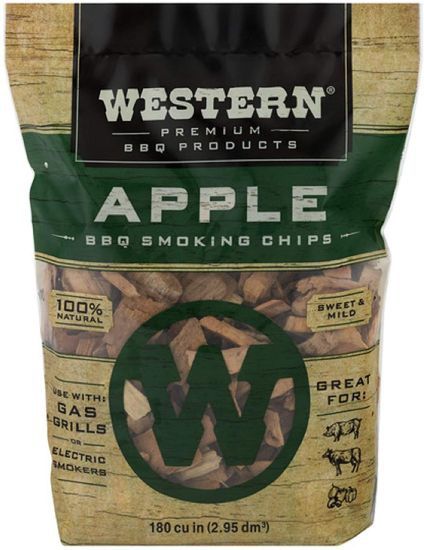 WESTERN®
PREMIUM
BBQ PRODUCTS
APPLE
BBQ SMOKING CHIPS
100%
NATURAL
SWEET &
MILD
W
USE WITH:
GAS
GRILLS
OR
ELECTRIC
SMOKERS
GREAT
FOR:
180 cu in (2.95 dm³)